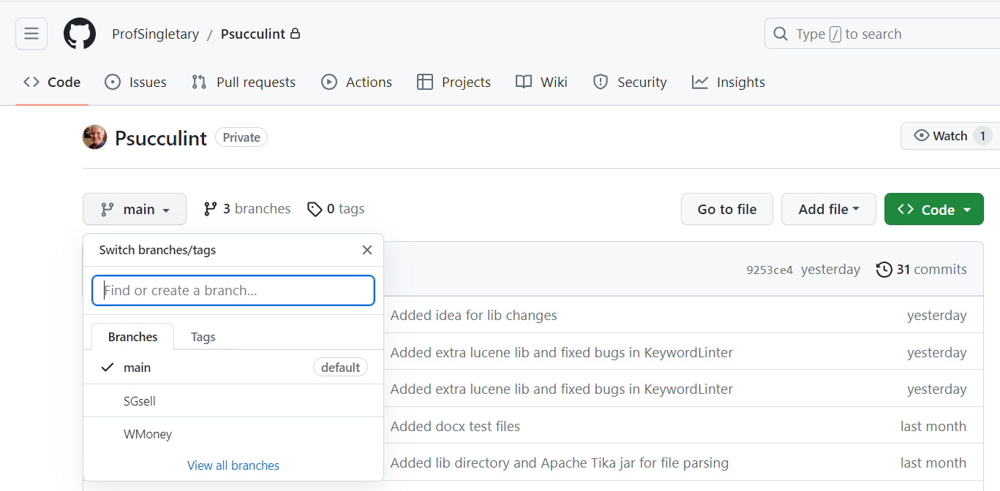 ProfSingletary / Psucculint
Type / to search
Code Issues Pull requests Actions Projects Wiki Security Insights
Psucculint Private
Watch 1
main 3 branches 0 tags
Go to file Add file Code
Switch branches/tags
9253ce4 yesterday 31 commits
Find or create a branch...
Added idea for lib changes yesterday
Branches Tags
Added extra lucene lib and fixed bugs in KeywordLinter yesterday
main default
Added extra lucene lib and fixed bugs in KeywordLinter yesterday
SGsell
Added docx test files last month
WMoney
Added lib directory and Apache Tika jar for file parsing last month
View all branches